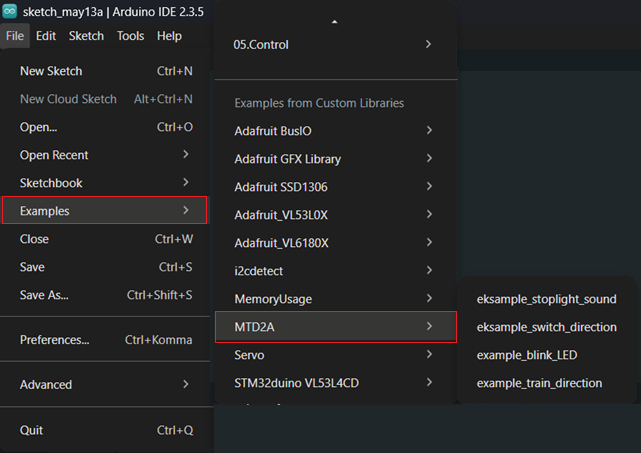 sketch_may13a | Arduino IDE 2.3.5
File Edit Sketch Tools Help
New Sketch Ctrl+N
New Cloud Sketch Alt+Ctrl+N
Open... Ctrl+O
Open Recent
Sketchbook
Examples
Close Ctrl+W
Save Ctrl+S
Save As... Ctrl+Shift+S
Preferences... Ctrl+Komma
Advanced
Quit Ctrl+Q
05.Control
Examples from Custom Libraries
Adafruit BusIO
Adafruit GFX Library
Adafruit SSD1306
Adafruit_VL53L0X
Adafruit_VL6180X
i2cdetect
MemoryUsage
MTD2A
Servo
STM32duino VL53L4CD
eksample_stoplight_sound
eksample_switch_direction
example_blink_LED
example_train_direction